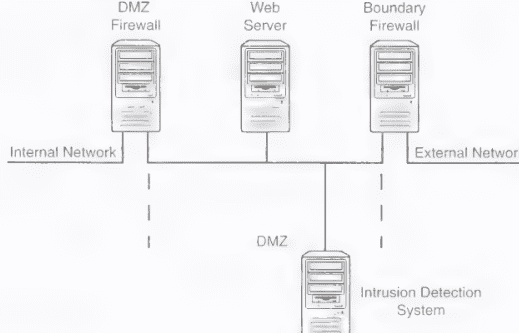 DMZ
Firewall
Web
Server
Boundary
Firewall
Internal Network
External Networ
DMZ
Intrusion Detection
System